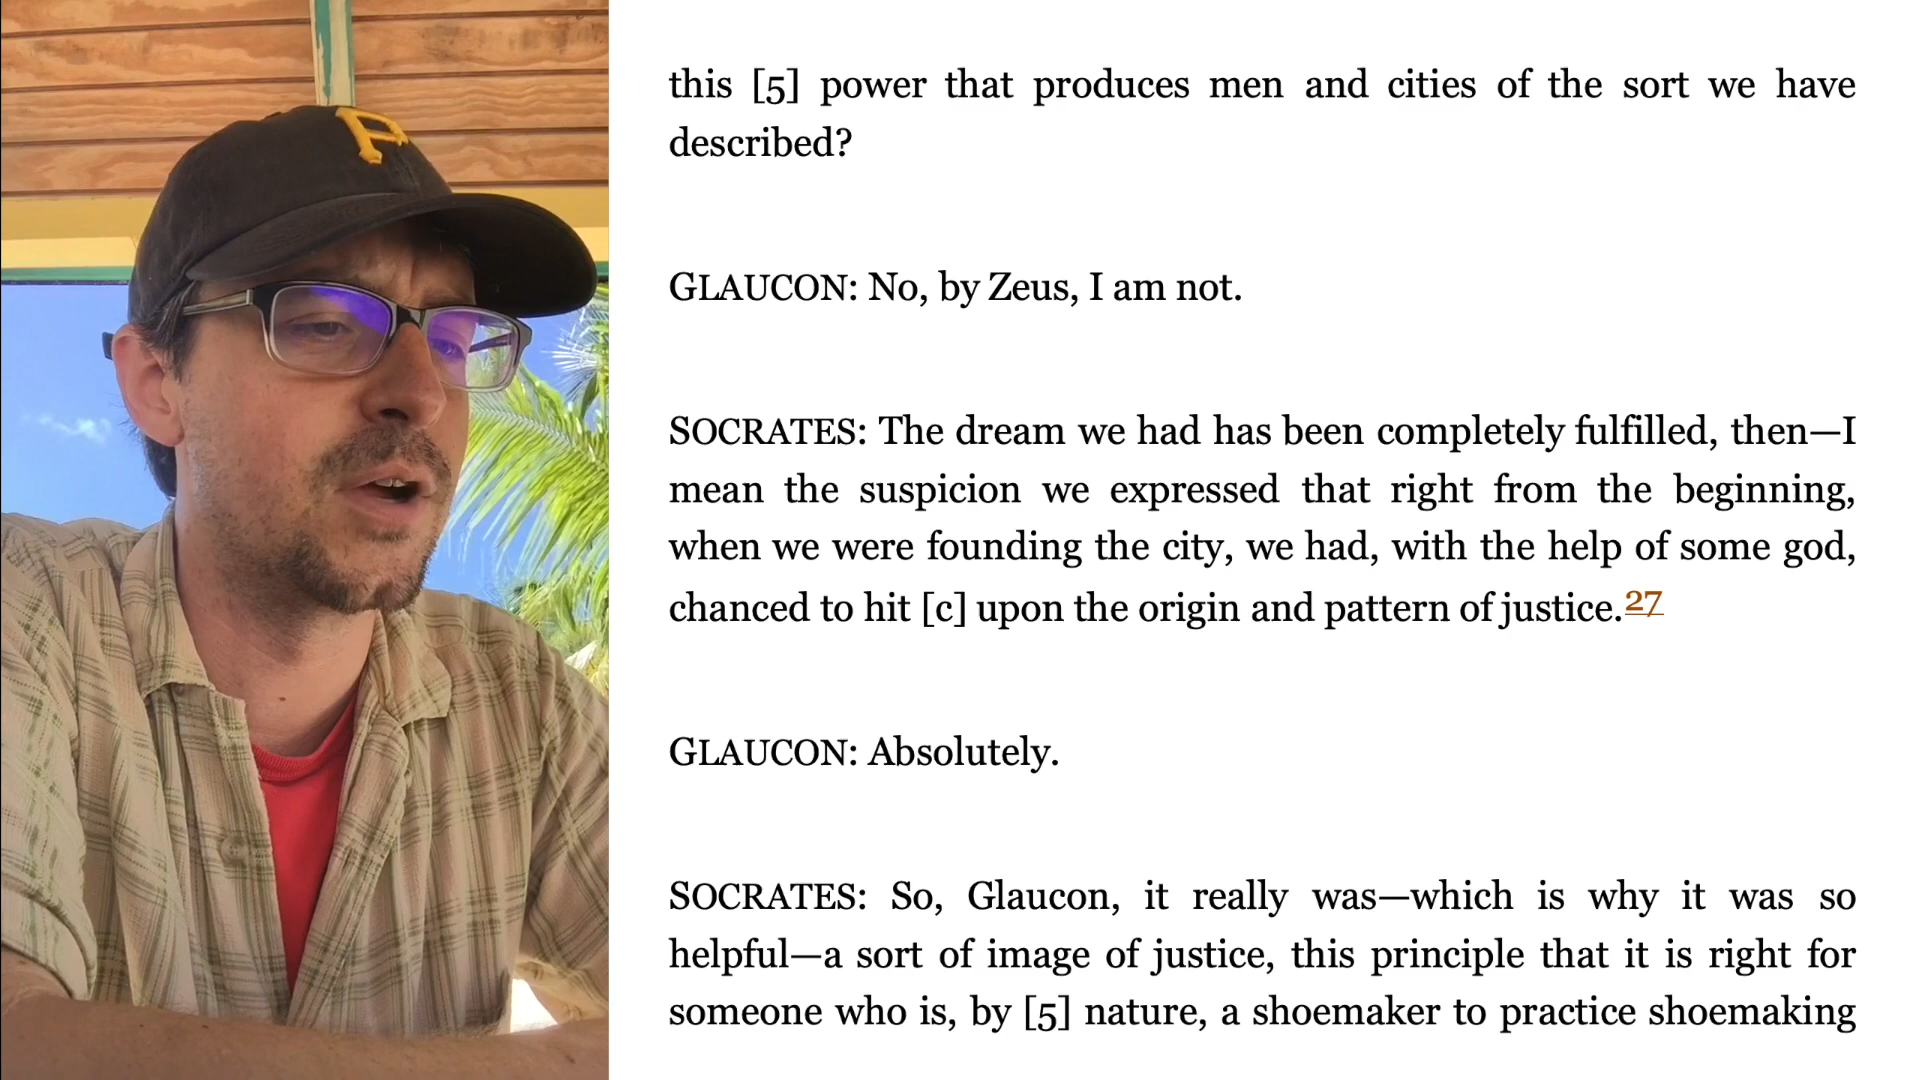 P
this [5] power that produces men and cities of the sort we have
described?
GLAUCON: No, by Zeus, I am not.
SOCRATES: The dream we had has been completely fulfilled, then—I
mean the suspicion we expressed that right from the beginning,
when we were founding the city, we had, with the help of some god,
chanced to hit [c] upon the origin and pattern of justice.27
GLAUCON: Absolutely.
SOCRATES: So, Glaucon, it really was—which is why it was so
helpful—a sort of image of justice, this principle that it is right for
someone who is, by [5] nature, a shoemaker to practice shoemaking